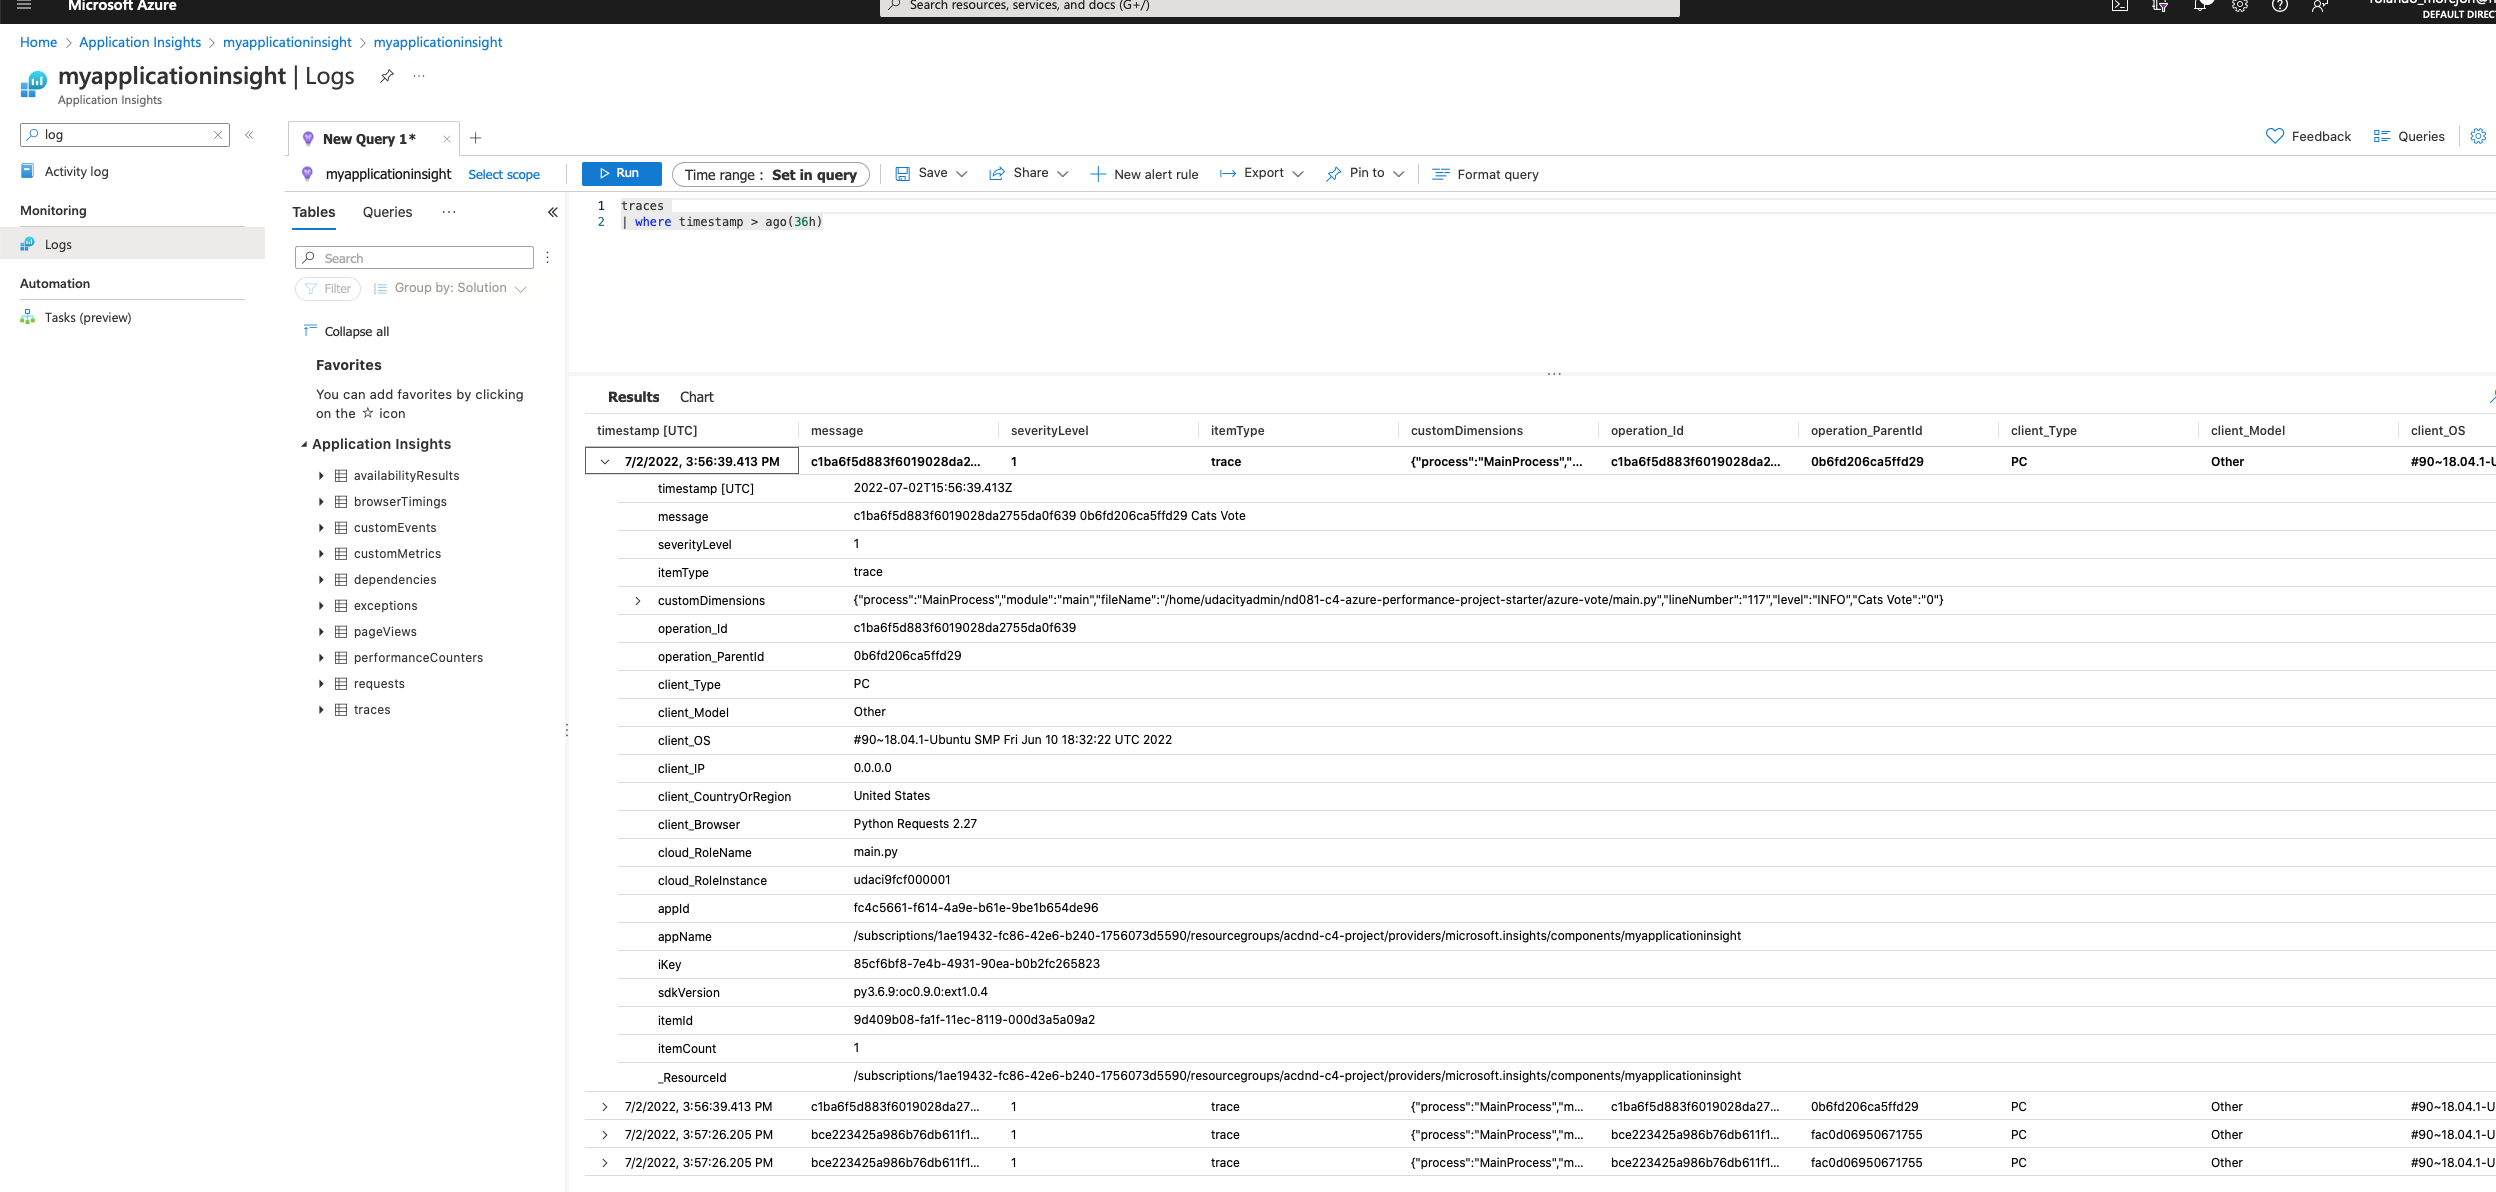 Microsoft Azure
Search resources, services, and docs (G+/)
DEFAULT DIRECT
Home > Application Insights > myapplicationinsight > myapplicationinsight
myapplicationinsight | Logs
Application Insights
log
Activity log
Monitoring
Logs
Automation
Tasks (preview)
New Query 1*
Feedback
Queries
myapplicationinsight
Select scope
Run
Time range : Set in query
Save
Share
New alert rule
Export
Pin to
Format query
Tables
Queries
Search
Filter
Group by: Solution
Collapse all
Favorites
You can add favorites by clicking
on the ☆ icon
Application Insights
availabilityResults
browserTimings
customEvents
customMetrics
dependencies
exceptions
pageViews
performanceCounters
requests
traces
1 traces
2 | where timestamp > ago(36h)
Results Chart
timestamp [UTC] message severityLevel itemType customDimensions operation_Id operation_ParentId client_Type client_Model client_OS
7/2/2022, 3:56:39.413 PM c1ba6f5d883f6019028da2... 1 trace {"process":"MainProcess","... c1ba6f5d883f6019028da2... 0b6fd206ca5ffd29 PC Other #90~18.04.1-U
timestamp [UTC] 2022-07-02T15:56:39.413Z
message c1ba6f5d883f6019028da2755da0f639 0b6fd206ca5ffd29 Cats Vote
severityLevel 1
itemType trace
customDimensions {"process":"MainProcess","module":"main","fileName":"/home/udacityadmin/nd081-c4-azure-performance-project-starter/azure-vote/main.py","lineNumber":"117","level":"INFO","Cats Vote":"0"}
operation_Id c1ba6f5d883f6019028da2755da0f639
operation_ParentId 0b6fd206ca5ffd29
client_Type PC
client_Model Other
client_OS #90~18.04.1-Ubuntu SMP Fri Jun 10 18:32:22 UTC 2022
client_IP 0.0.0.0
client_CountryOrRegion United States
client_Browser Python Requests 2.27
cloud_RoleName main.py
cloud_RoleInstance udaci9fcf000001
appId fc4c5661-f614-4a9e-b61e-9be1b654de96
appName /subscriptions/1ae19432-fc86-42e6-b240-1756073d5590/resourcegroups/acdnd-c4-project/providers/microsoft.insights/components/myapplicationinsight
iKey 85cf6bf8-7e4b-4931-90ea-b0b2fc265823
sdkVersion py3.6.9:oc0.9.0:ext1.0.4
itemId 9d409b08-fa1f-11ec-8119-000d3a5a09a2
itemCount 1
_ResourceId /subscriptions/1ae19432-fc86-42e6-b240-1756073d5590/resourcegroups/acdnd-c4-project/providers/microsoft.insights/components/myapplicationinsight
7/2/2022, 3:56:39.413 PM c1ba6f5d883f6019028da27... 1 trace {"process":"MainProcess","m... c1ba6f5d883f6019028da27... 0b6fd206ca5ffd29 PC Other #90~18.04.1-U
7/2/2022, 3:57:26.205 PM bce223425a986b76db611f1... 1 trace {"process":"MainProcess","m... bce223425a986b76db611f1... fac0d06950671755 PC Other #90~18.04.1-U
7/2/2022, 3:57:26.205 PM bce223425a986b76db611f1... 1 trace {"process":"MainProcess","m... bce223425a986b76db611f1... fac0d06950671755 PC Other #90~18.04.1-U